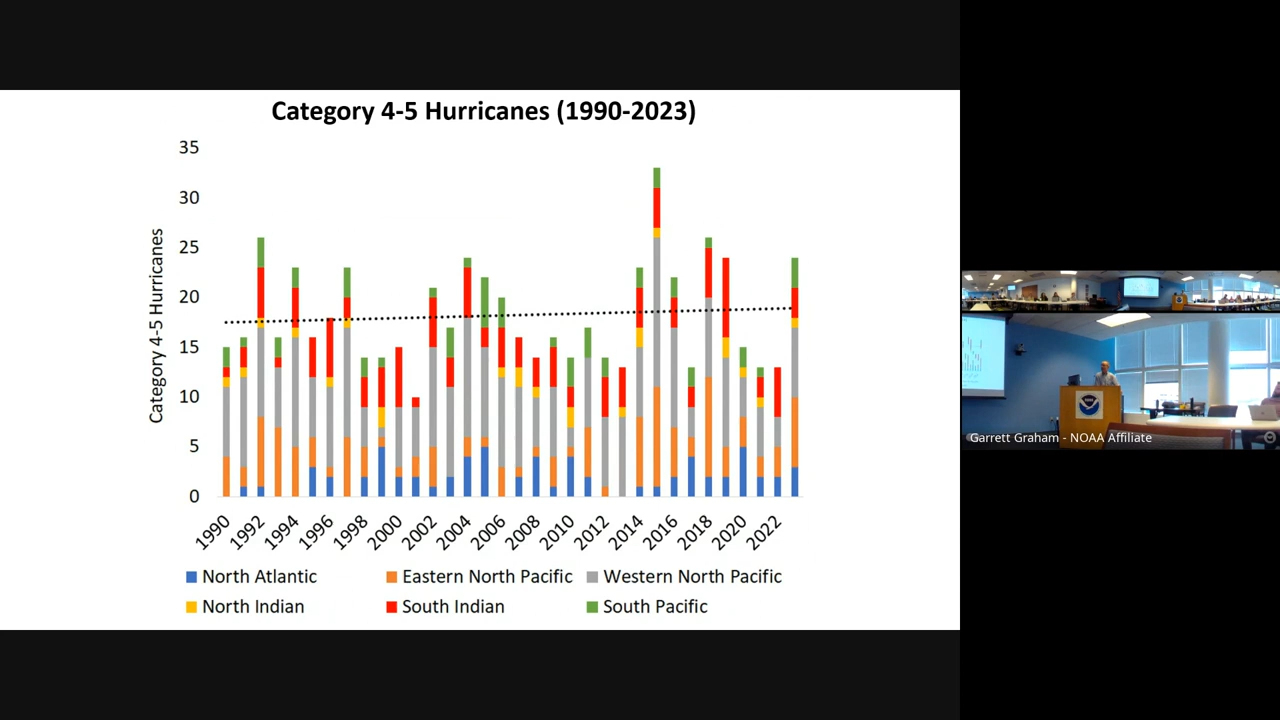 Category 4-5 Hurricanes (1990-2023)
Category 4-5 Hurricanes
35
30
25
20
15
10
5
0
1990 1992 1994 1996 1998 2000 2002 2004 2006 2008 2010 2012 2014 2016 2018 2020 2022
North Atlantic Eastern North Pacific Western North Pacific
North Indian South Indian South Pacific
Garrett Graham - NOAA Affiliate